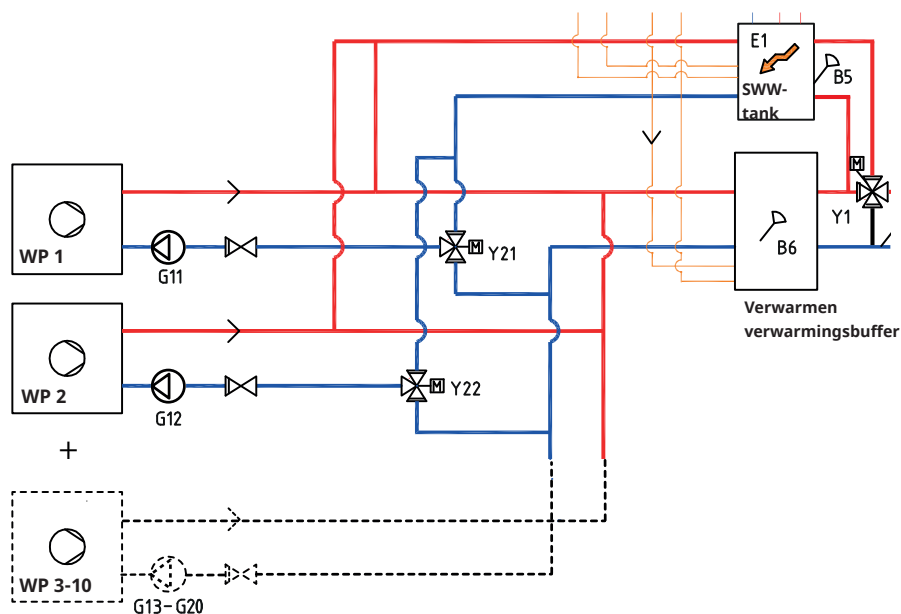 E1
SWW-
tank
B5
M
Y1
WP 1
G11
M
Y21
B6
Verwarmen
verwarmingsbuffer
WP 2
G12
M
Y22
+
WP 3-10
G13-G20